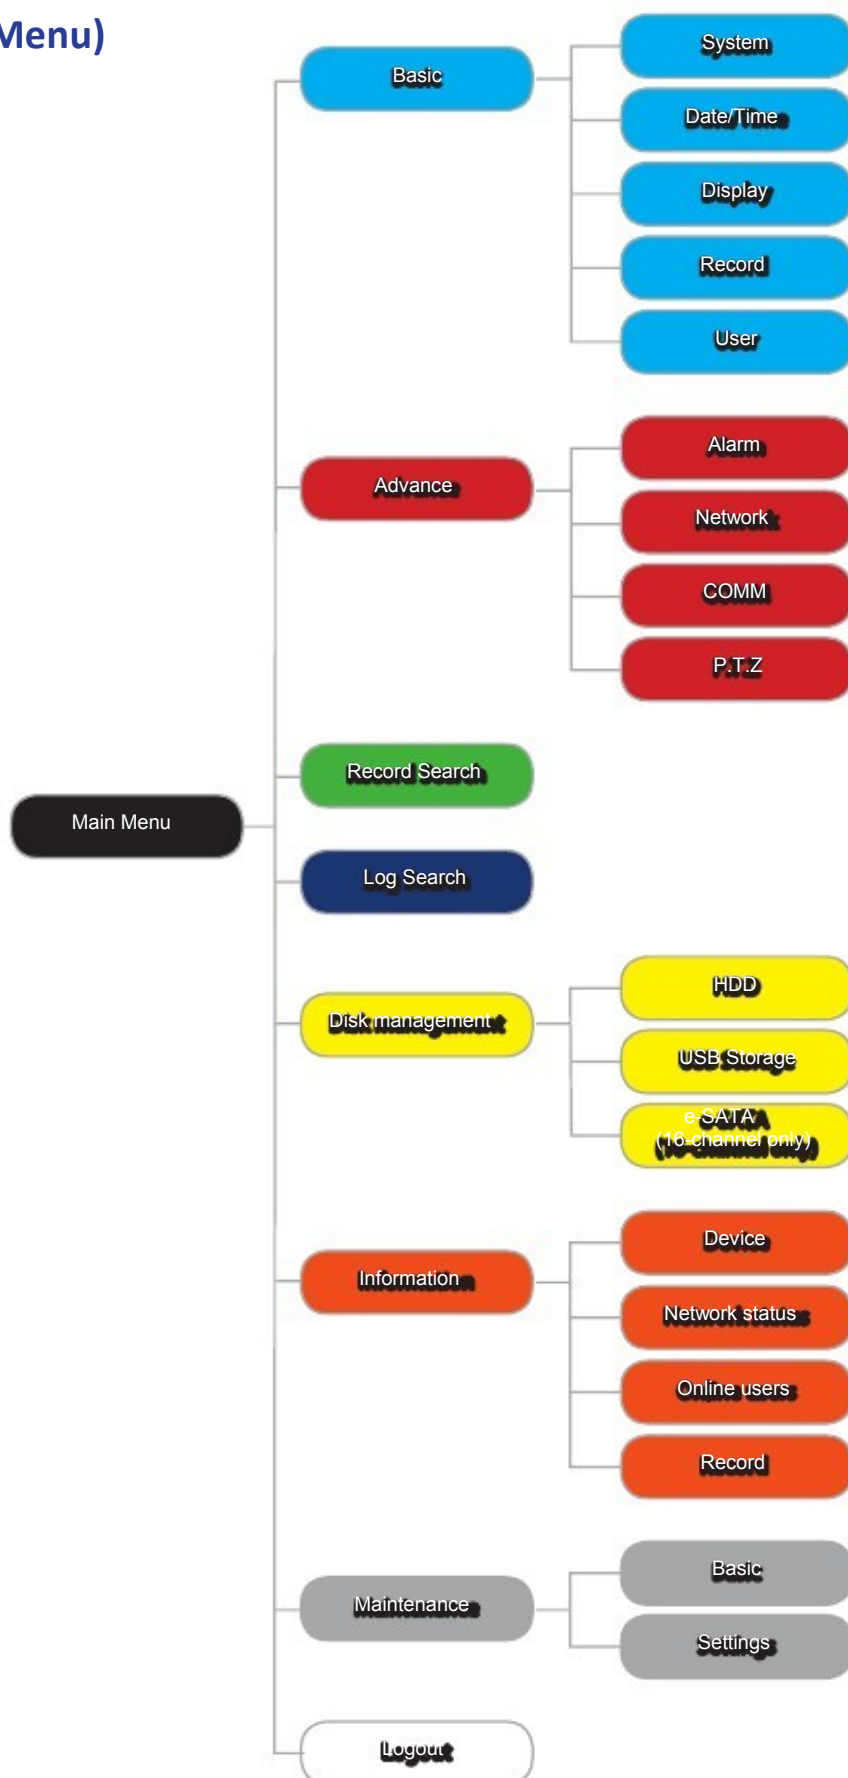 Menu)
Basic
System
Date/Time
Display
Record
User
Advance
Alarm
Network
COMM
P.T.Z
Record Search
Main Menu
Log Search
Disk management
HDD
USB Storage
e-SATA
(16-channel only)
Information
Device
Network status
Online users
Record
Maintenance
Basic
Settings
Logout